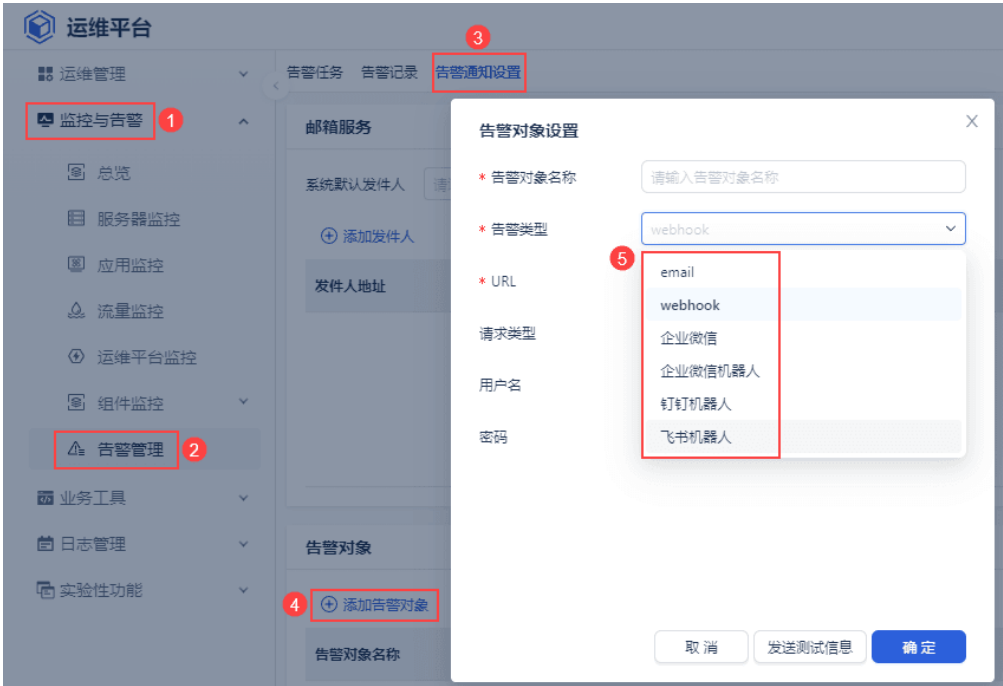 运维平台
3
运维管理
告警任务 告警记录 告警通知设置
监控与告警 1
邮箱服务
告警对象设置
总览
系统默认发件人
* 告警对象名称 请输入告警对象名称
服务器监控
添加发件人
* 告警类型 webhook
应用监控
发件人地址
* URL
5
email
webhook
企业微信
企业微信机器人
钉钉机器人
飞书机器人
流量监控
请求类型
运维平台监控
用户名
组件监控
密码
告警管理 2
业务工具
日志管理
告警对象
实验性功能
4 添加告警对象
告警对象名称
取消 发送测试信息 确定